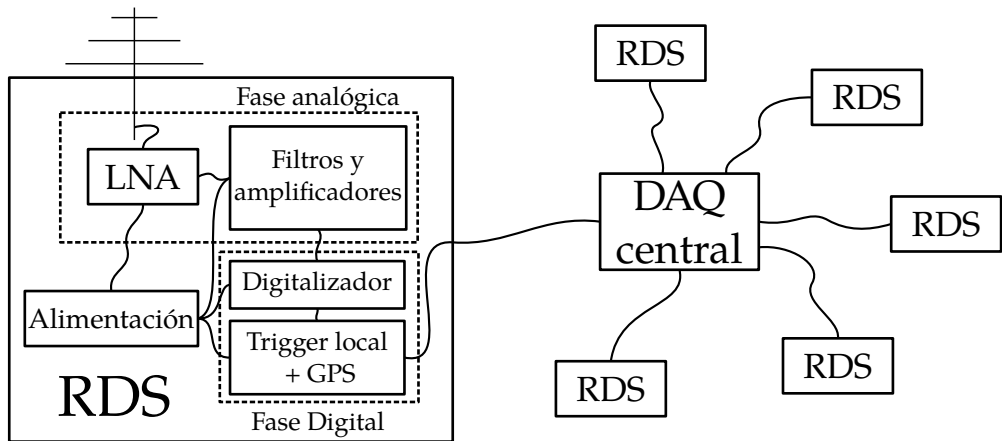 Fase analógica
LNA
Filtros y
amplificadores
Alimentación
Digitalizador
Trigger local
+ GPS
RDS
Fase Digital
RDS
RDS
DAQ
central
RDS
RDS
RDS